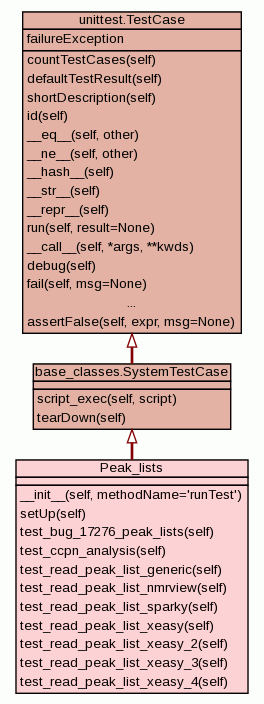 unittest.TestCase
failureException
countTestCases(self)
defaultTestResult(self)
shortDescription(self)
id(self)
__eq__(self, other)
__ne__(self, other)
__hash__(self)
__str__(self)
__repr__(self)
run(self, result=None)
__call__(self, *args, **kwds)
debug(self)
fail(self, msg=None)
...
assertFalse(self, expr, msg=None)
base_classes.SystemTestCase
script_exec(self, script)
tearDown(self)
Peak_lists
__init__(self, methodName='runTest')
setUp(self)
test_bug_17276_peak_lists(self)
test_ccpn_analysis(self)
test_read_peak_list_generic(self)
test_read_peak_list_nmrview(self)
test_read_peak_list_sparky(self)
test_read_peak_list_xeasy(self)
test_read_peak_list_xeasy_2(self)
test_read_peak_list_xeasy_3(self)
test_read_peak_list_xeasy_4(self)